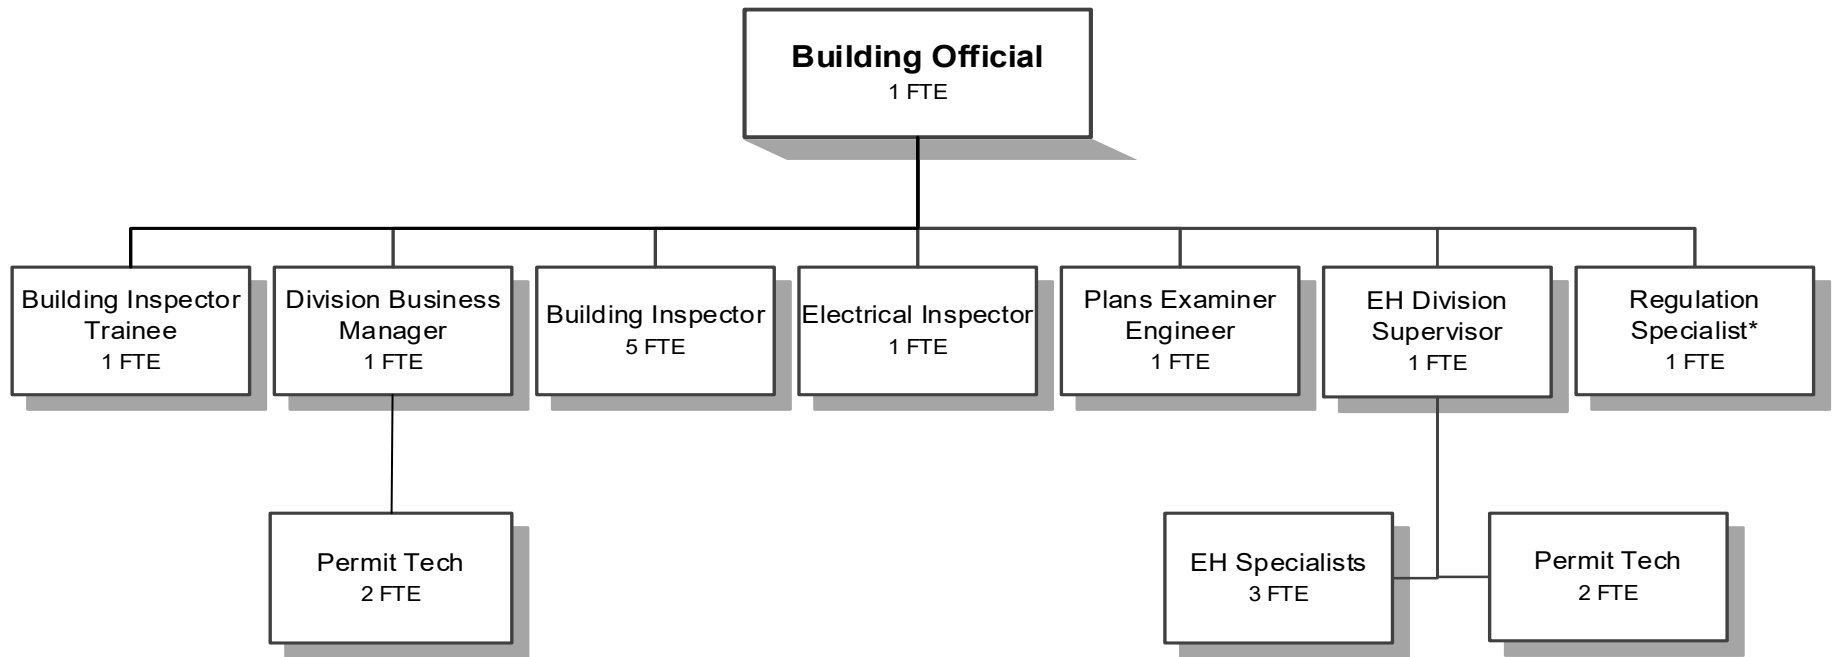 Building Official
1 FTE
Building Inspector
Trainee
1 FTE
Division Business
Manager
1 FTE
Building Inspector
5 FTE
Electrical Inspector
1 FTE
Plans Examiner
Engineer
1 FTE
EH Division
Supervisor
1 FTE
Regulation
Specialist*
1 FTE
Permit Tech
2 FTE
EH Specialists
3 FTE
Permit Tech
2 FTE